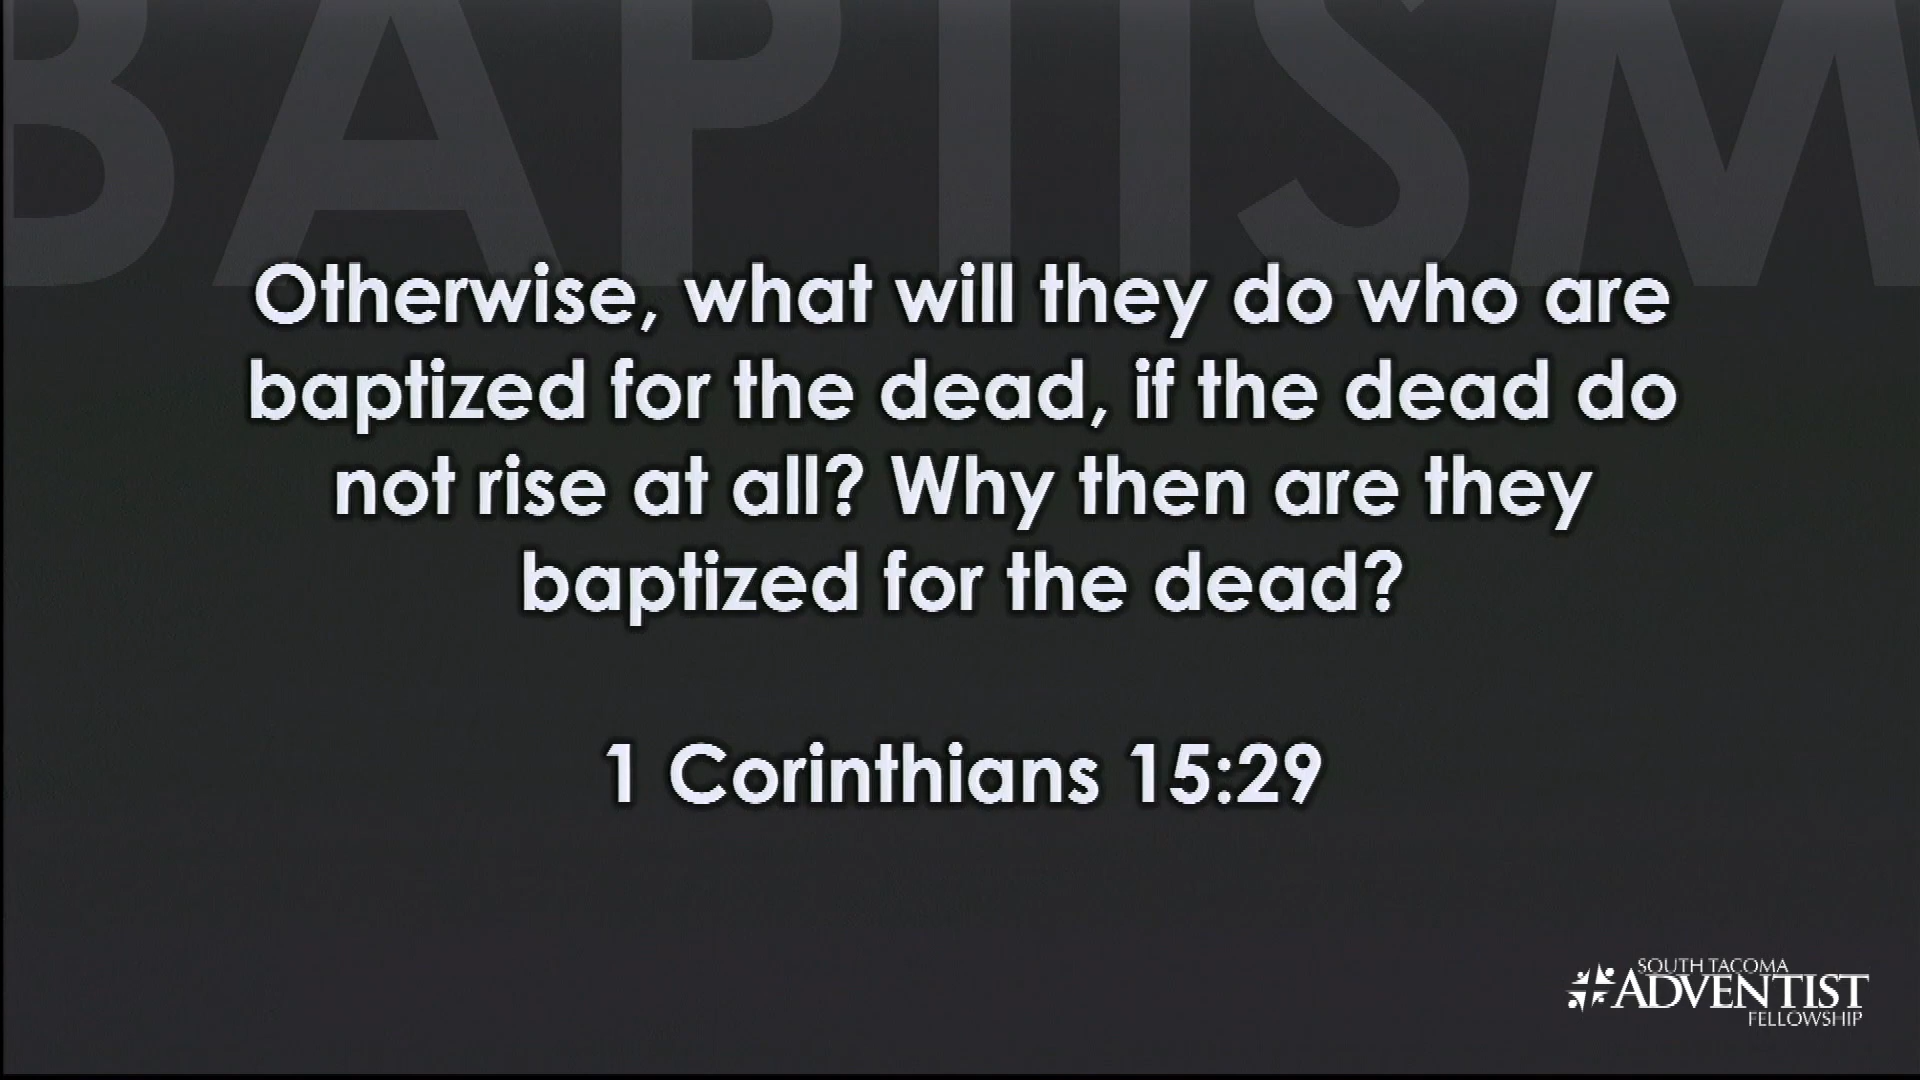 BAPTISM
Otherwise, what will they do who are
baptized for the dead, if the dead do
not rise at all? Why then are they
baptized for the dead?
1 Corinthians 15:29
SOUTH TACOMA
ADVENTIST
FELLOWSHIP